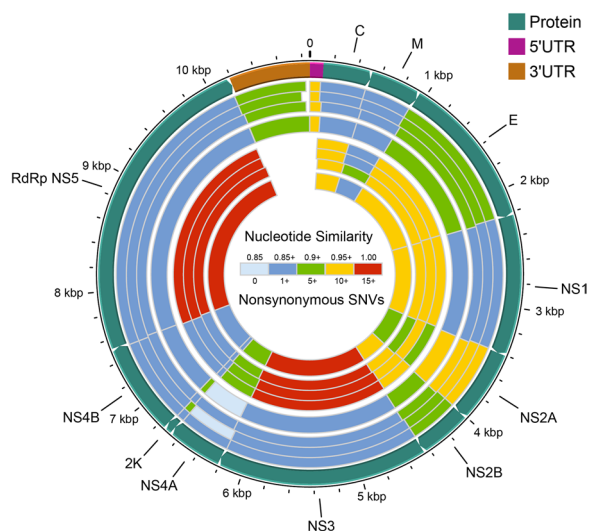 Protein
5'UTR
3'UTR
0
C
M
1 kbp
E
2 kbp
NS1
3 kbp
NS2A
4 kbp
NS2B
5 kbp
NS3
6 kbp
NS4A
2K
7 kbp
NS4B
8 kbp
RdRp NS5
9 kbp
10 kbp
Nucleotide Similarity
0.85 0.85+ 0.9+ 0.95+ 1.00
0 1+ 5+ 10+ 15+
Nonsynonymous SNVs